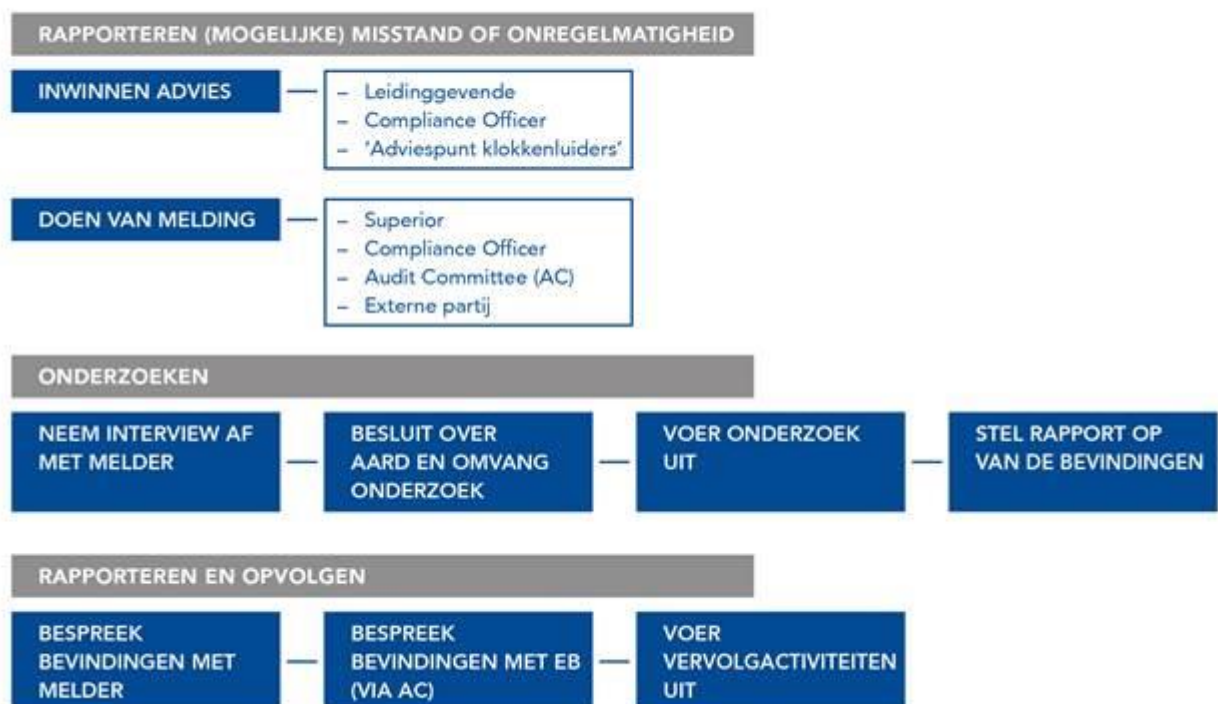 RAPPORTEREN (MOGELIJKE) MISSTAND OF ONREGELMATIGHEID
INWINNEN ADVIES
– Leidinggevende
– Compliance Officer
– ‘Adviespunt klokkenluiders’
DOEN VAN MELDING
– Superior
– Compliance Officer
– Audit Committee (AC)
– Externe partij
ONDERZOEKEN
NEEM INTERVIEW AF
MET MELDER
BESLUIT OVER
AARD EN OMVANG
ONDERZOEK
VOER ONDERZOEK
UIT
STEL RAPPORT OP
VAN DE BEVINDINGEN
RAPPORTEREN EN OPVOLGEN
BESPREEK
BEVINDINGEN MET
MELDER
BESPREEK
BEVINDINGEN MET EB
(VIA AC)
VOER
VERVOLGACTIVITEITEN
UIT